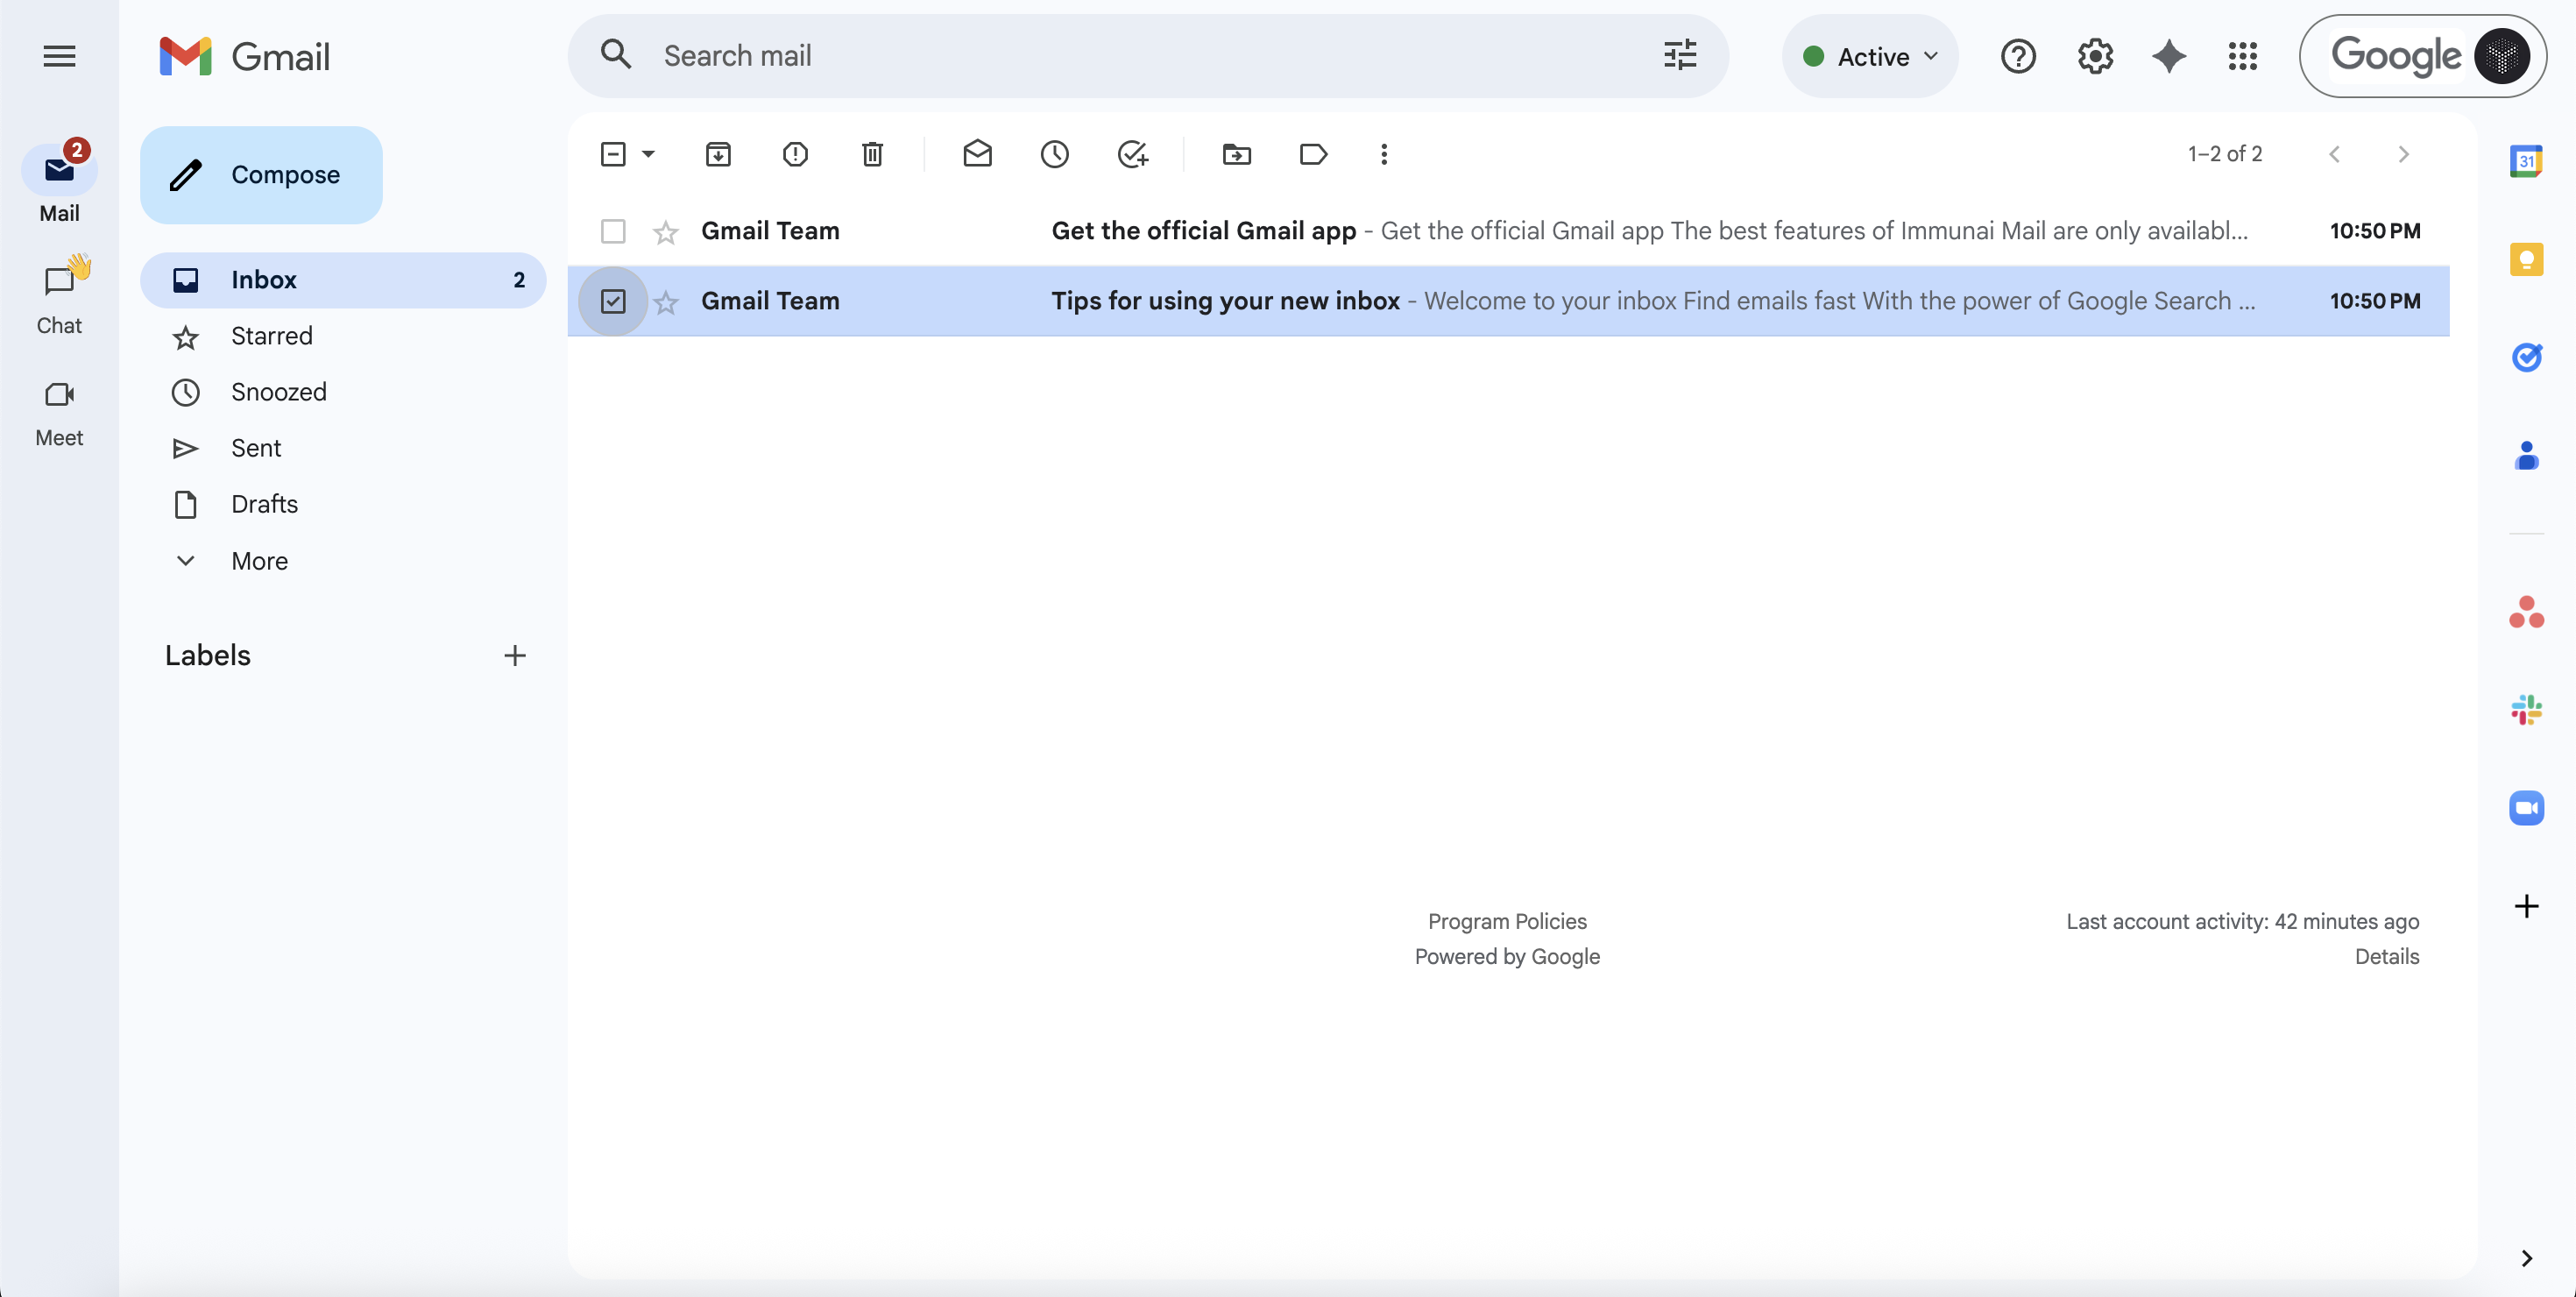 Gmail
Search mail
Active
Google
2
Mail
Chat
Meet
Compose
Inbox 2
Starred
Snoozed
Sent
Drafts
More
Labels
1–2 of 2
Gmail Team Get the official Gmail app - Get the official Gmail app The best features of Immunai Mail are only availabl... 10:50 PM
Gmail Team Tips for using your new inbox - Welcome to your inbox Find emails fast With the power of Google Search ... 10:50 PM
Program Policies
Powered by Google
Last account activity: 42 minutes ago
Details
31